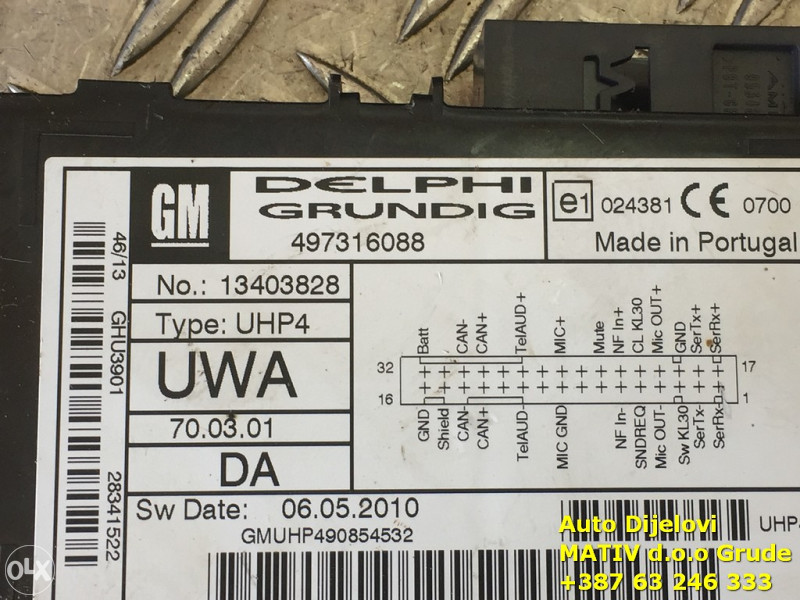 GM
DELPHI
GRUNDIG
497316088
e1 024381 CE 0700
Made in Portugal
46/13
GHU3901
28341522
No.: 13403828
Type: UHP4
UWA
70.03.01
DA
Sw Date: 06.05.2010
GMUHP490854532
UHP4
Batt CAN- CAN+ TelAUD+ MIC+ Mute NF In+ CL KL30 Mic OUT+ GND SerTx+ SerRx+
32 17
16 1
GND Shield CAN- CAN+ TelAUD- MIC GND NF In- SNDREQ Mic OUT- Sw KL30 SerTx- SerRx-
Auto Dijelovi
MATIV d.o.o Grude
+387 63 246 333
OLX